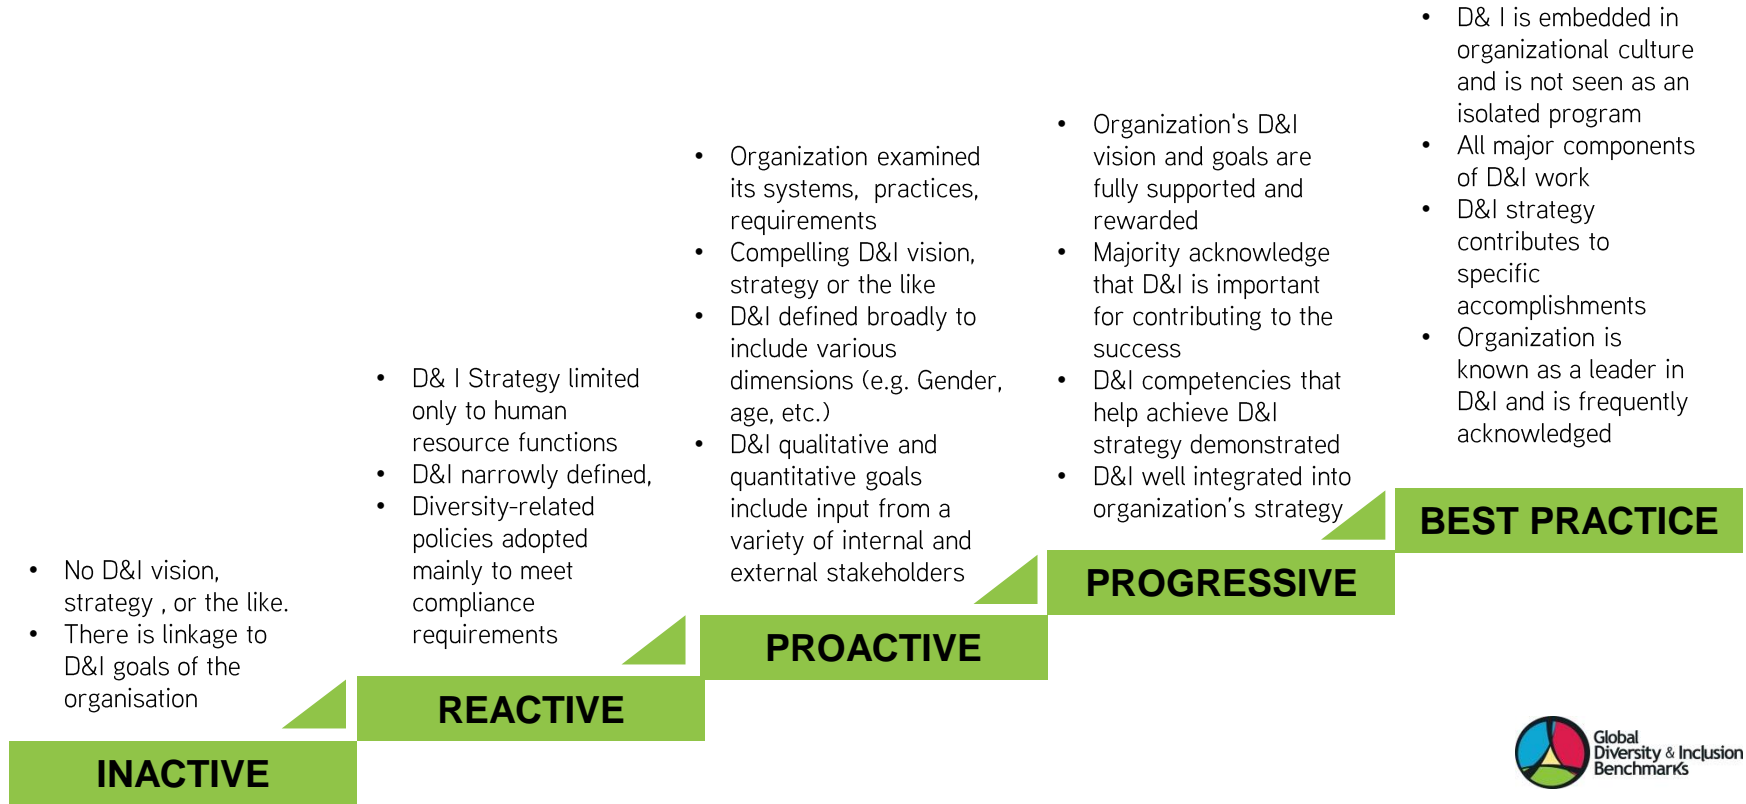 • No D&I vision,
strategy , or the like.
• There is linkage to
D&I goals of the
organisation
INACTIVE
• D& I Strategy limited
only to human
resource functions
• D&I narrowly defined,
• Diversity-related
policies adopted
mainly to meet
compliance
requirements
REACTIVE
• Organization examined
its systems,  practices,
requirements
• Compelling D&I vision,
strategy or the like
• D&I defined broadly to
include various
dimensions (e.g. Gender,
age, etc.)
• D&I qualitative and
quantitative goals
include input from a
variety of internal and
external stakeholders
PROACTIVE
• Organization's D&I
vision and goals are
fully supported and
rewarded
• Majority acknowledge
that D&I is important
for contributing to the
success
• D&I competencies that
help achieve D&I
strategy demonstrated
• D&I well integrated into
organization’s strategy
PROGRESSIVE
• D& I is embedded in
organizational culture
and is not seen as an
isolated program
• All major components
of D&I work
• D&I strategy
contributes to
specific
accomplishments
• Organization is
known as a leader in
D&I and is frequently
acknowledged
BEST PRACTICE
Global
Diversity & Inclusion
Benchmarks